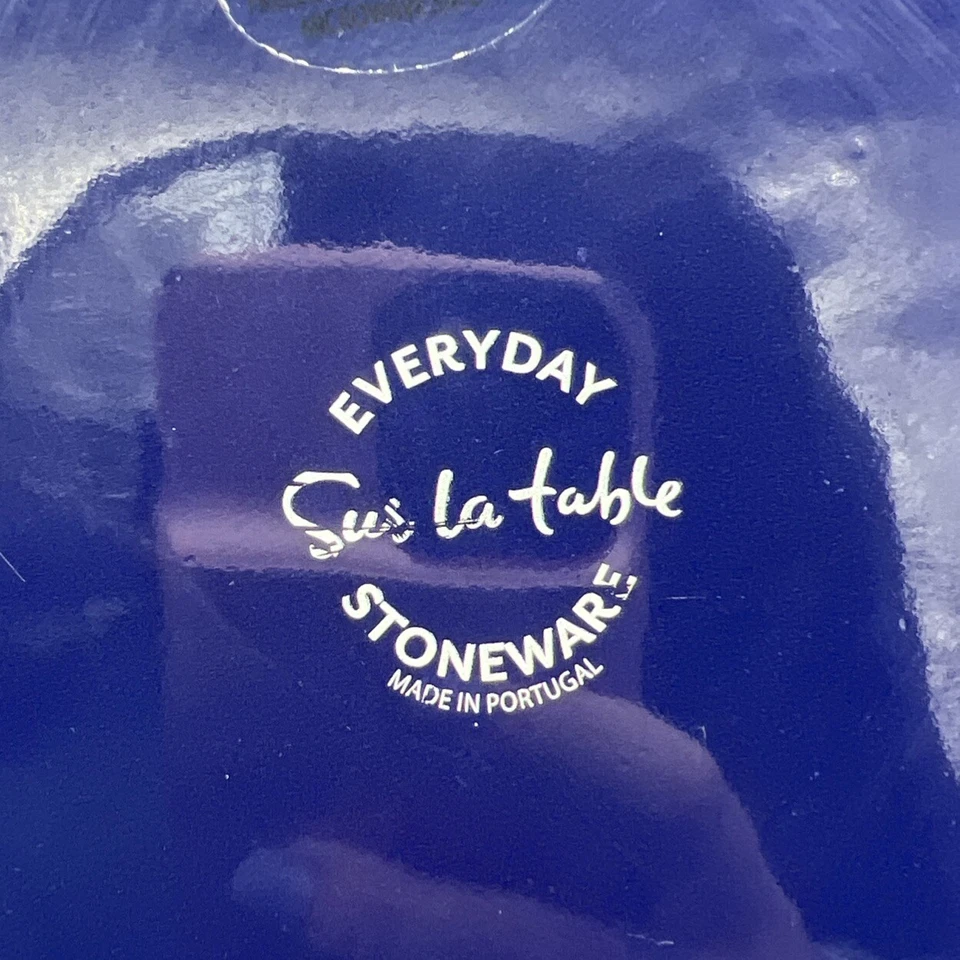 EVERYDAY
Sur la table
STONEWARE
MADE IN PORTUGAL